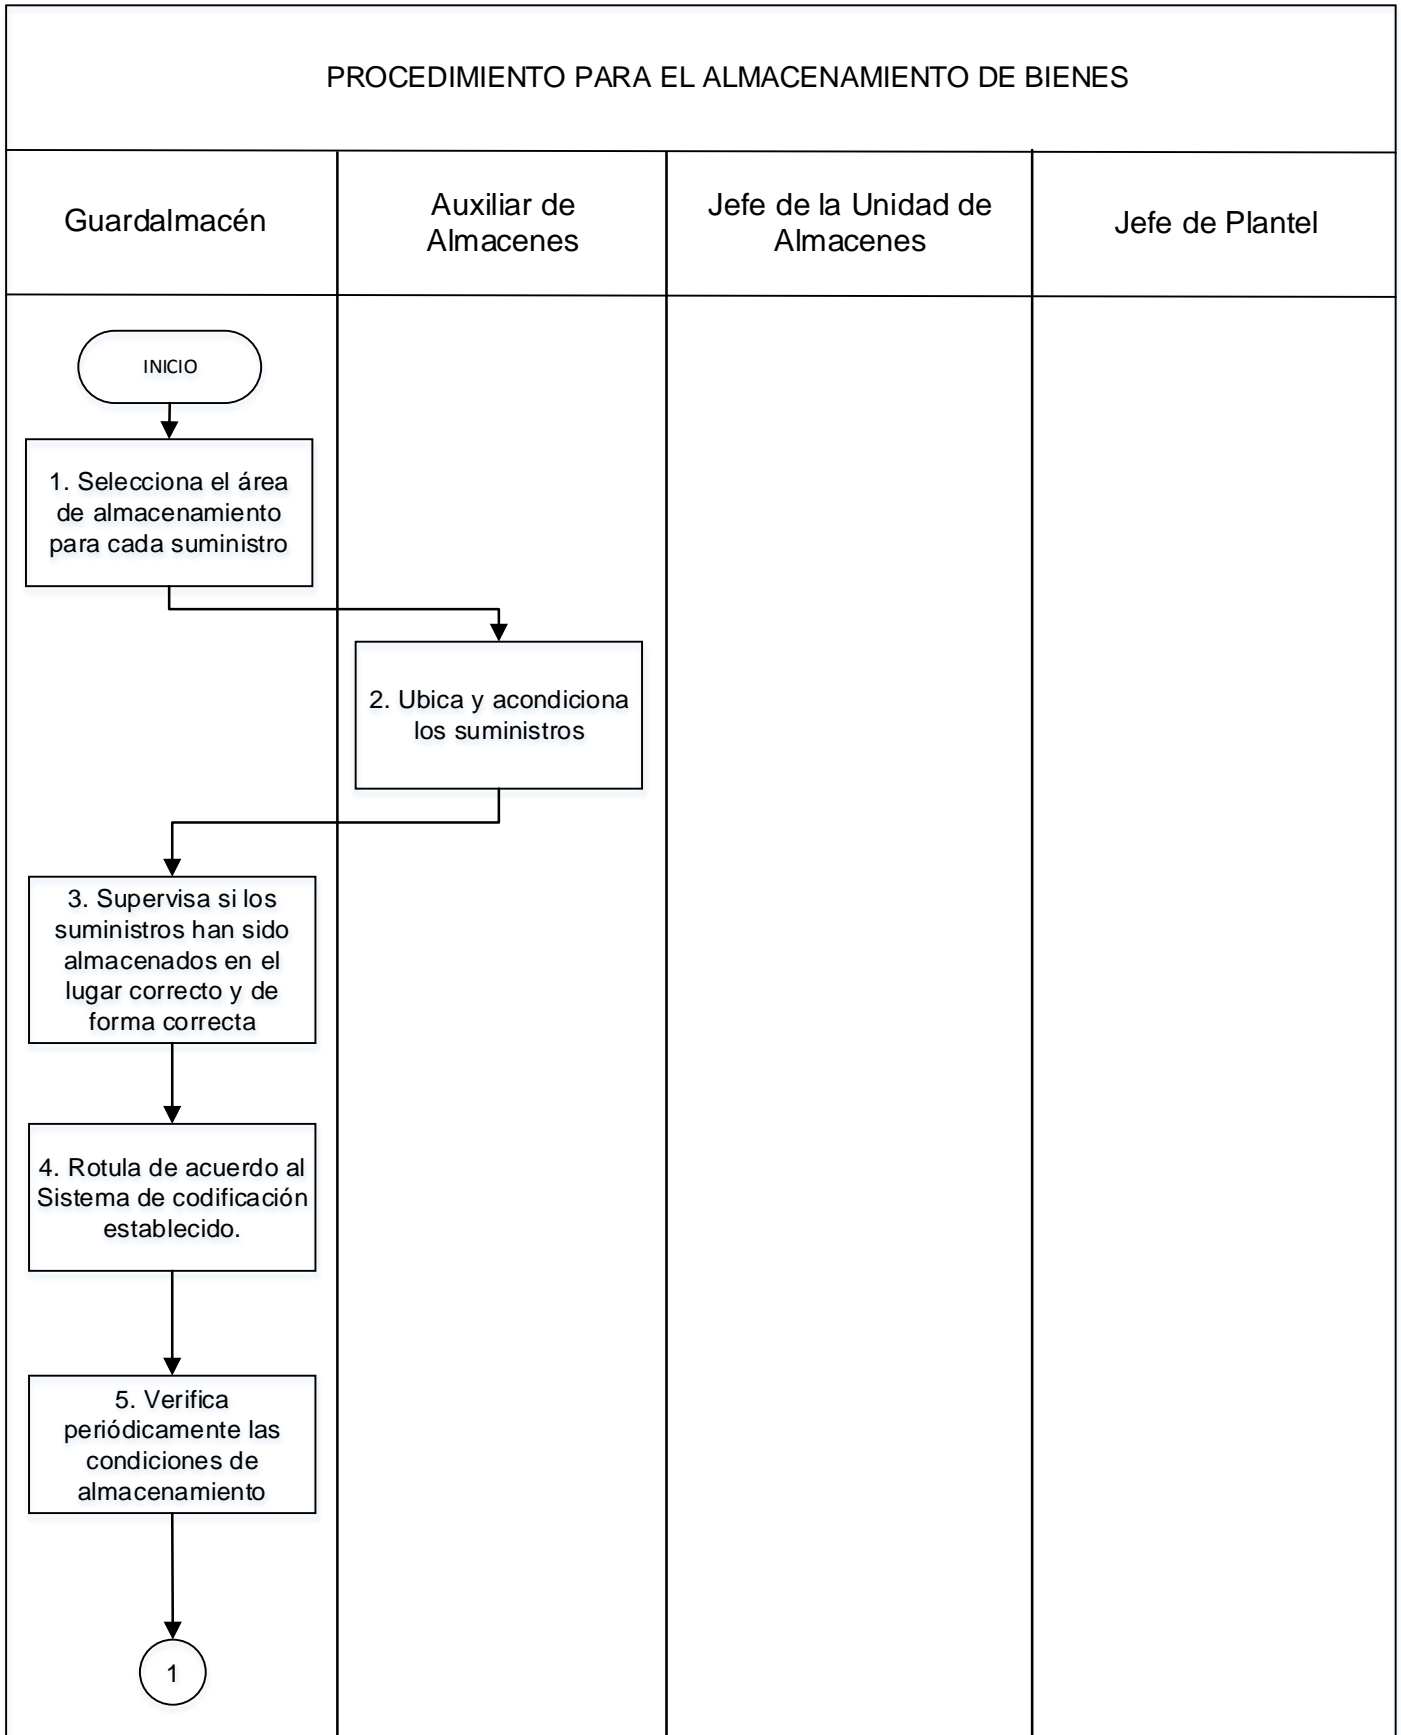 PROCEDIMIENTO PARA EL ALMACENAMIENTO DE BIENES
Guardalmacén
Auxiliar de
Almacenes
Jefe de la Unidad de
Almacenes
Jefe de Plantel
INICIO
1. Selecciona el área
de almacenamiento
para cada suministro
2. Ubica y acondiciona
los suministros
3. Supervisa si los
suministros han sido
almacenados en el
lugar correcto y de
forma correcta
4. Rotula de acuerdo al
Sistema de codificación
establecido.
5. Verifica
periódicamente las
condiciones de
almacenamiento
1